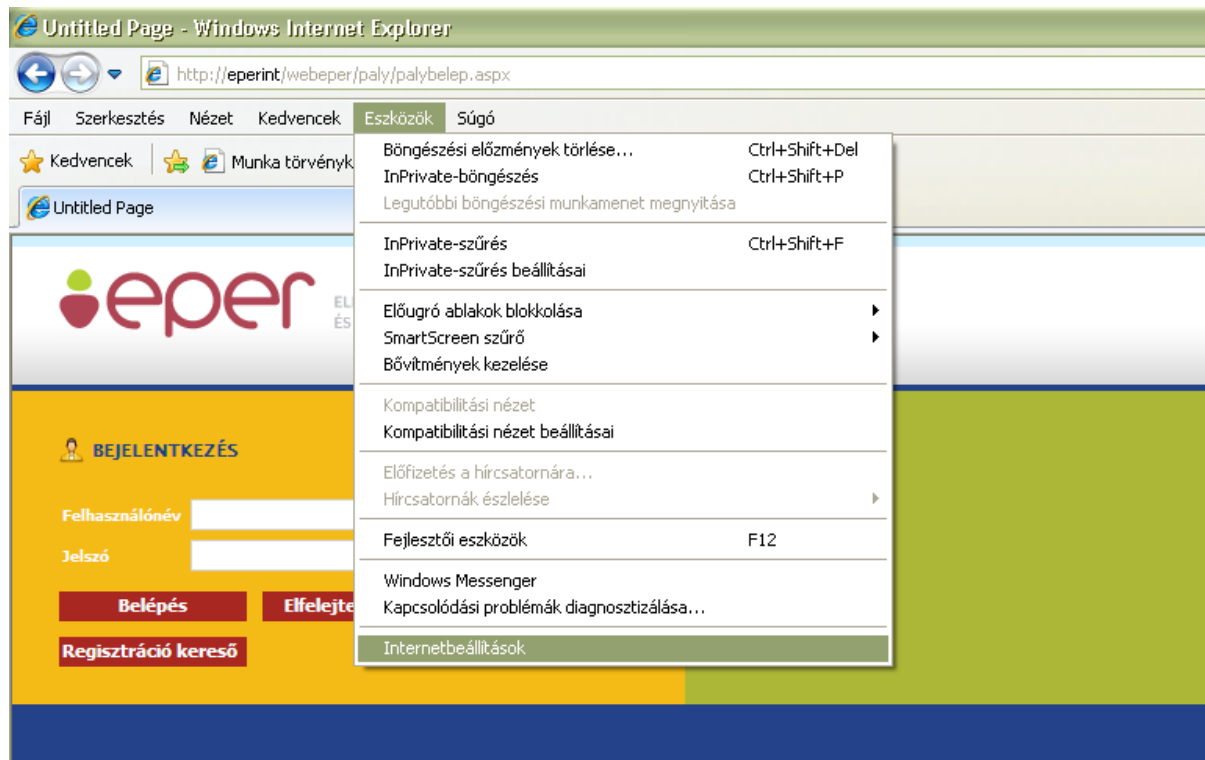 Untitled Page - Windows Internet Explorer
http://eperint/webeper/paly/palybelep.aspx
Fájl Szerkesztés Nézet Kedvencek Eszközök Súgó
Kedvencek Munka törvényk
Untitled Page
Böngészési előzmények törlése... Ctrl+Shift+Del
InPrivate-böngészés Ctrl+Shift+P
Legutóbbi böngészési munkamenet megnyitása
InPrivate-szűrés Ctrl+Shift+F
InPrivate-szűrés beállításai
Előugró ablakok blokkolása
SmartScreen szűrő
Bővítmények kezelése
Kompatibilitási nézet
Kompatibilitási nézet beállításai
Előfizetés a hírcsatornára...
Hírcsatornák észlelése
Fejlesztői eszközök F12
Windows Messenger
Kapcsolódási problémák diagnosztizálása...
Internetbeállítások
eper
EL
ÉS
BEJELENTKEZÉS
Felhasználónév
Jelszó
Belépés Elfelejte
Regisztráció kereső